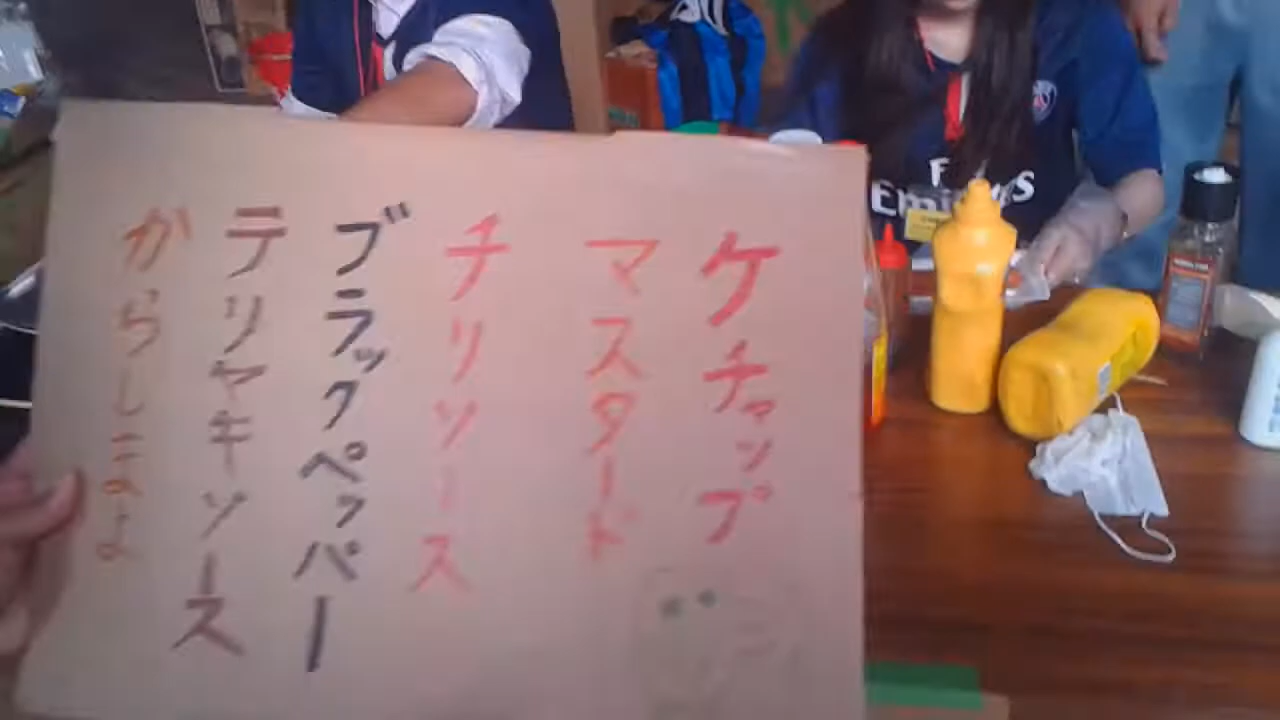 ケチャップ
マスタード
チリソース
ブラックペッパー
テリヤキソース
からしまよ
Emirates